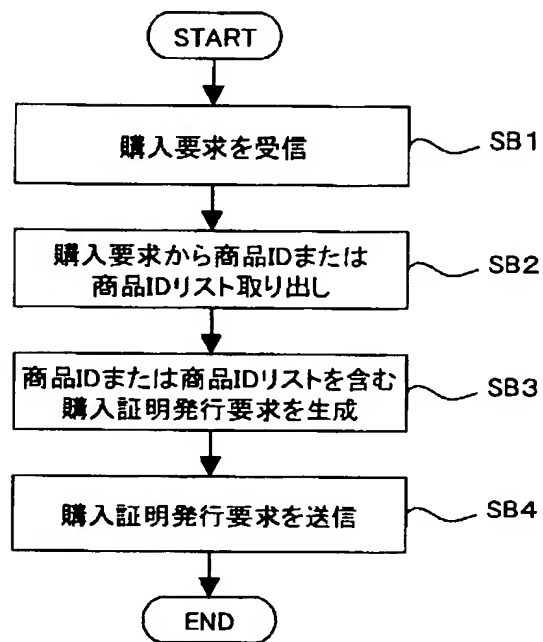 START
購入要求を受信
SB1
購入要求から商品IDまたは
商品IDリスト取り出し
SB2
商品IDまたは商品IDリストを含む
購入証明発行要求を生成
SB3
購入証明発行要求を送信
SB4
END